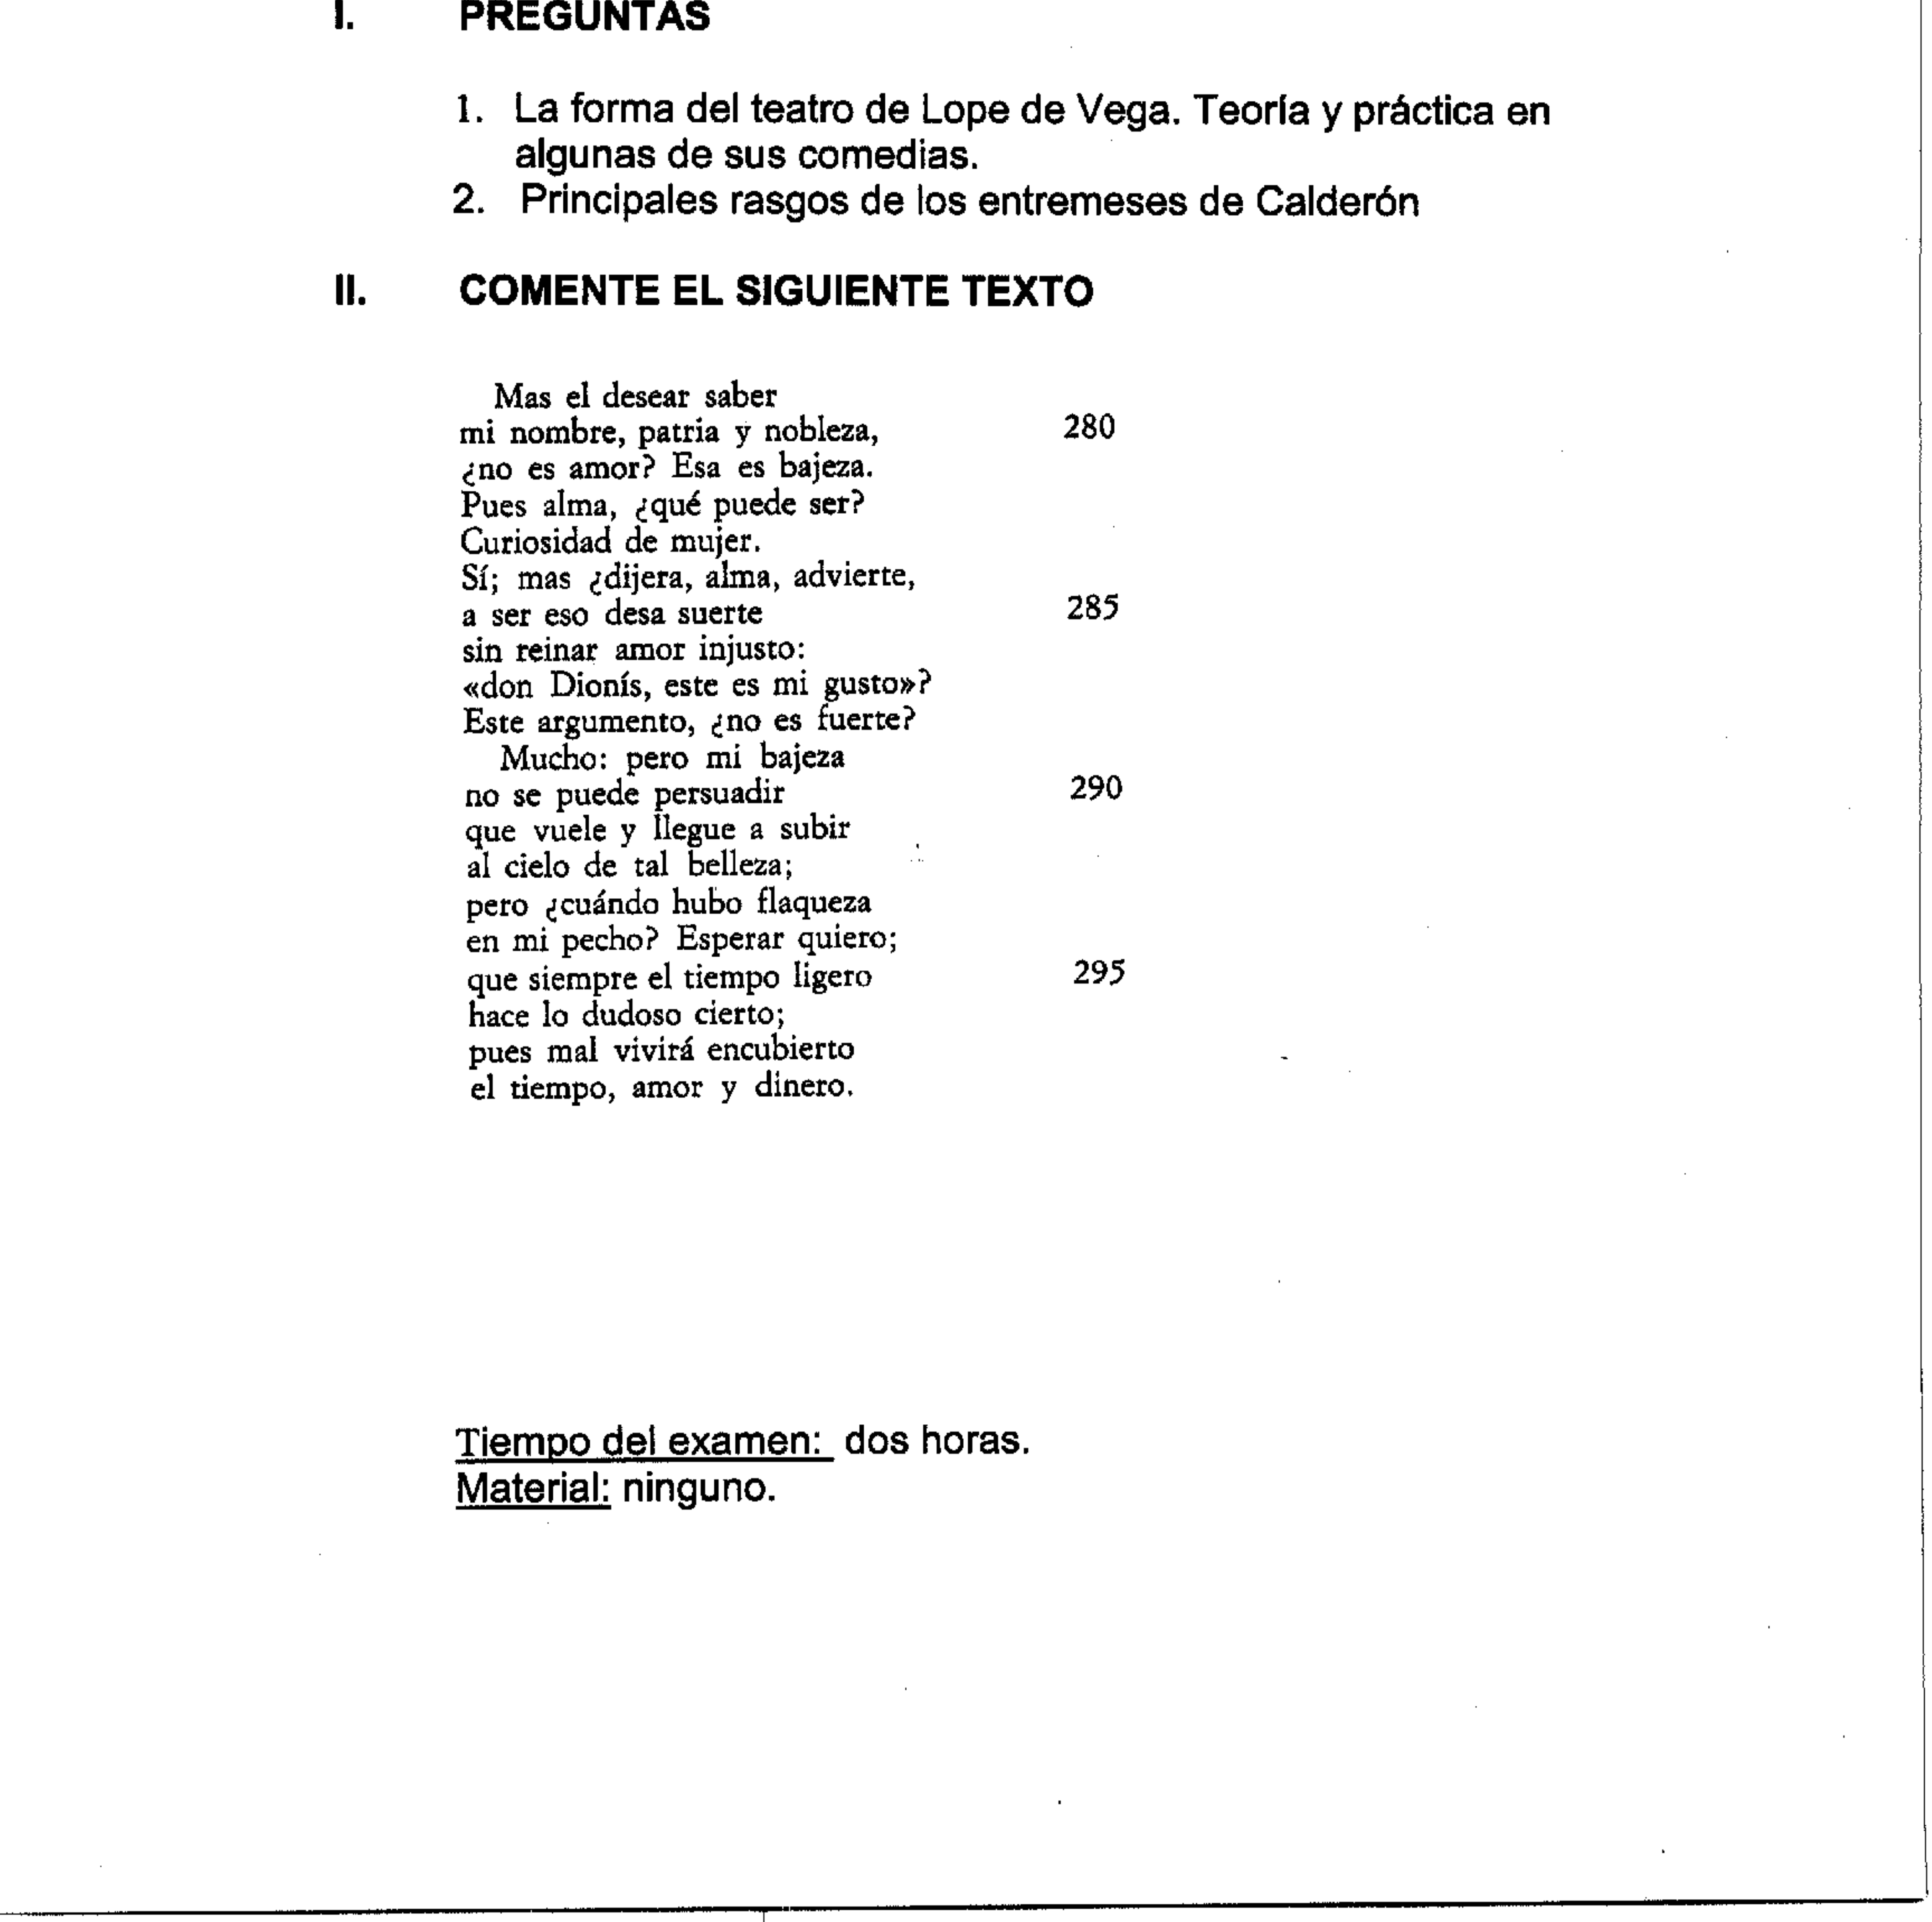 I. PREGUNTAS
1. La forma del teatro de Lope de Vega. Teoría y práctica en
algunas de sus comedias.
2. Principales rasgos de los entremeses de Calderón
II. COMENTE EL SIGUIENTE TEXTO
Mas el desear saber
mi nombre, patria y nobleza, 280
¿no es amor? Esa es bajeza.
Pues alma, ¿qué puede ser?
Curiosidad de mujer.
Sí; mas ¿dijera, alma, advierte,
a ser eso desa suerte 285
sin reinar amor injusto:
«don Dionís, este es mi gusto»?
Este argumento, ¿no es fuerte?
Mucho: pero mi bajeza
no se puede persuadir 290
que vuele y llegue a subir
al cielo de tal belleza;
pero ¿cuándo hubo flaqueza
en mi pecho? Esperar quiero;
que siempre el tiempo ligero 295
hace lo dudoso cierto;
pues mal vivirá encubierto
el tiempo, amor y dinero.
Tiempo del examen: dos horas.
Material: ninguno.